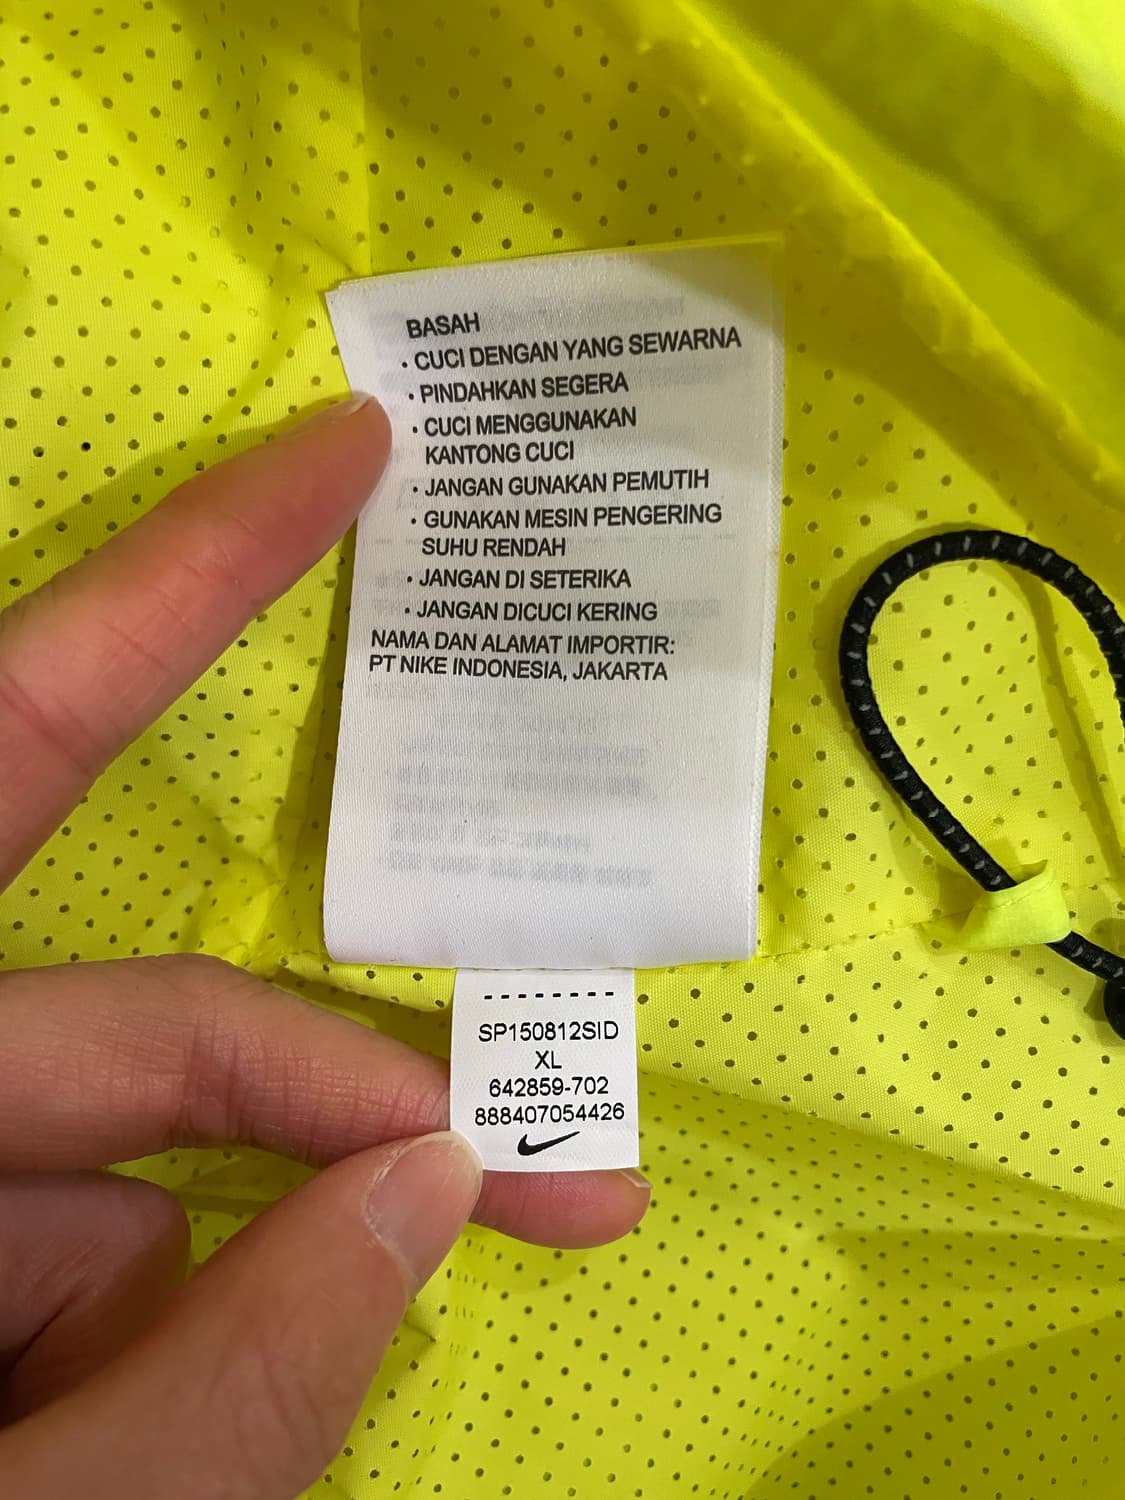 BASAH
• CUCI DENGAN YANG SEWARNA
• PINDAHKAN SEGERA
• CUCI MENGGUNAKAN
KANTONG CUCI
• JANGAN GUNAKAN PEMUTIH
• GUNAKAN MESIN PENGERING
SUHU RENDAH
• JANGAN DI SETERIKA
• JANGAN DICUCI KERING
NAMA DAN ALAMAT IMPORTIR:
PT NIKE INDONESIA, JAKARTA
--------
SP150812SID
XL
642859-702
888407054426